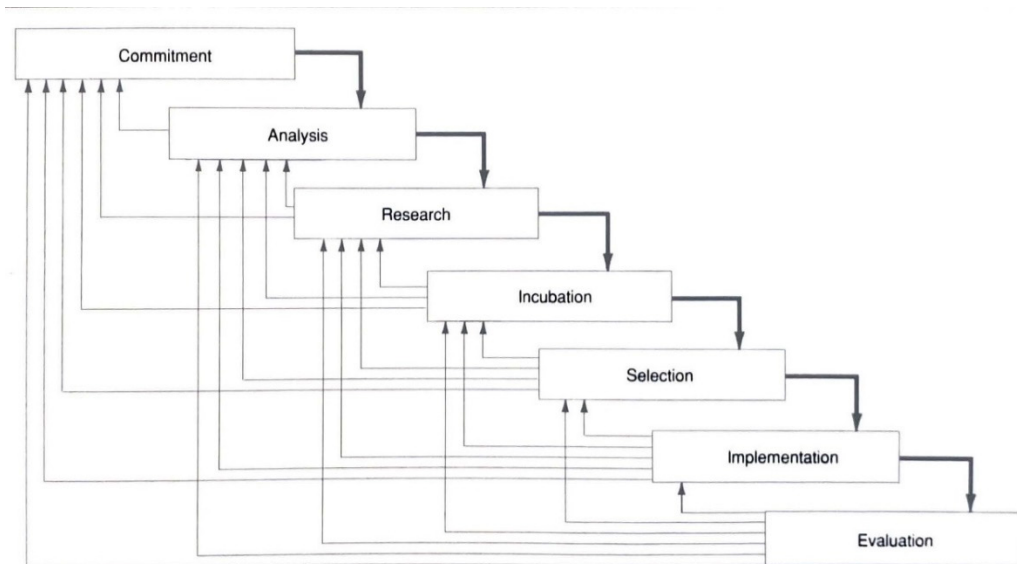 Commitment
Analysis
Research
Incubation
Selection
Implementation
Evaluation